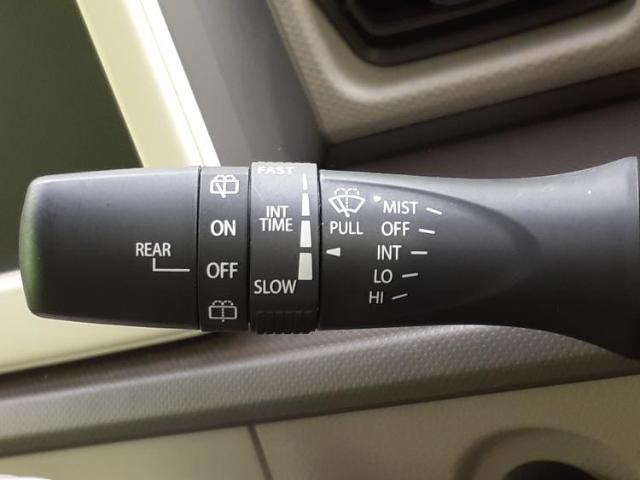 REAR
ON
OFF
FAST
INT
TIME
SLOW
PULL
MIST
OFF
INT
LO
HI